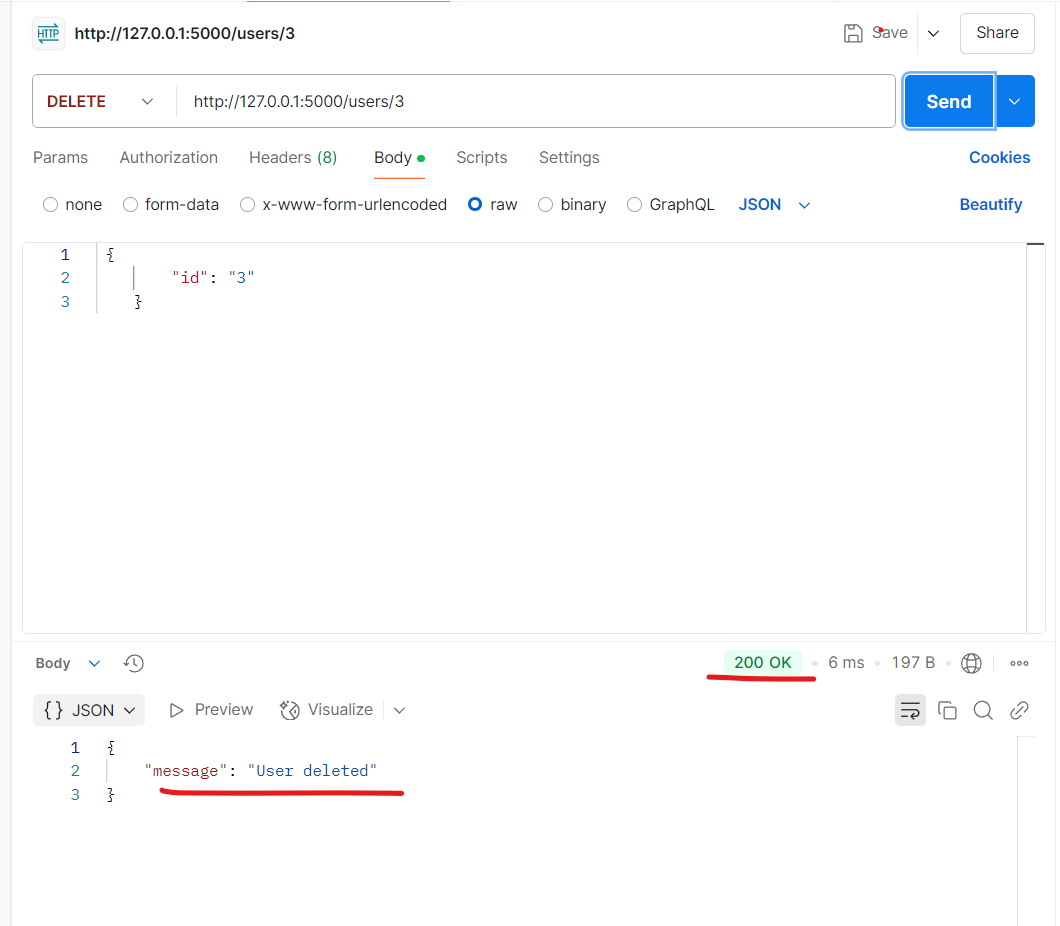 HTTP http://127.0.0.1:5000/users/3 Save Share
DELETE http://127.0.0.1:5000/users/3 Send
Params Authorization Headers (8) Body Scripts Settings Cookies
none form-data x-www-form-urlencoded raw binary GraphQL JSON Beautify
1 {
2 "id": "3"
3 }
Body 200 OK 6 ms 197 B
{} JSON Preview Visualize
1 {
2 "message": "User deleted"
3 }